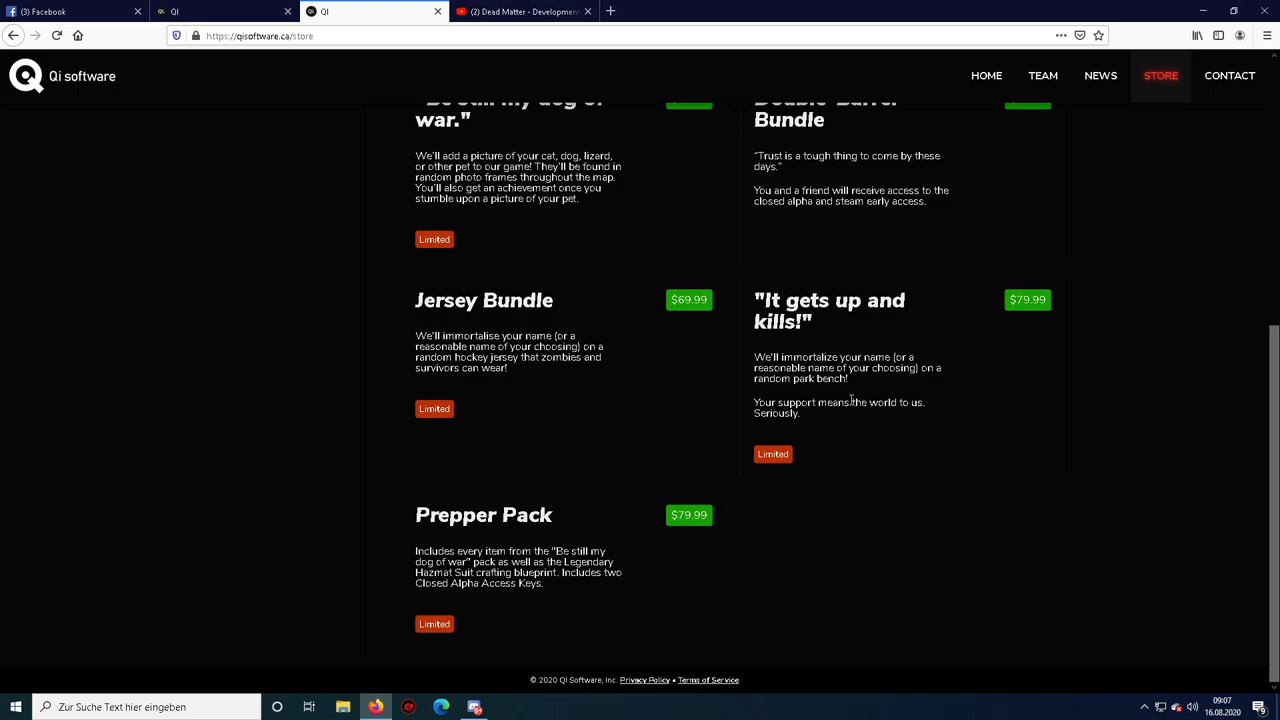 (3) Facebook
QI
QI
(2) Dead Matter - Development
https://qisoftware.ca/store
Qi software
HOME
TEAM
NEWS
STORE
CONTACT
"Be still my dog of
war."
We'll add a picture of your cat, dog, lizard,
or other pet to our game! They'll be found in
random photo frames throughout the map.
You'll also get an achievement once you
stumble upon a picture of your pet.
Limited
Double-Barrel
Bundle
"Trust is a tough thing to come by these
days."
You and a friend will receive access to the
closed alpha and steam early access.
Jersey Bundle
$69.99
We'll immortalise your name (or a
reasonable name of your choosing) on a
random hockey jersey that zombies and
survivors can wear!
Limited
"It gets up and
kills!"
$79.99
We'll immortalize your name (or a
reasonable name of your choosing) on a
random park bench!
Your support means the world to us.
Seriously.
Limited
Prepper Pack
$79.99
Includes every item from the "Be still my
dog of war" pack as well as the Legendary
Hazmat Suit crafting blueprint. Includes two
Closed Alpha Access Keys.
Limited
© 2020 QI Software, Inc. Privacy Policy • Terms of Service
Zur Suche Text hier eingeben
09:07
16.08.2020